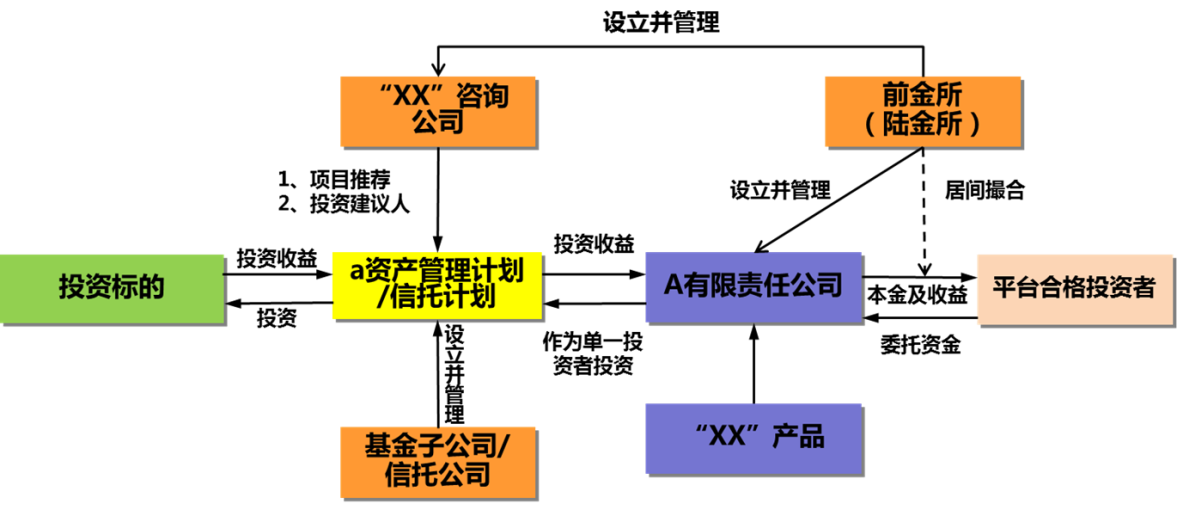 设立并管理
“XX”咨询
公司
前金所
（陆金所）
1、项目推荐
2、投资建议人
设立并管理
居间撮合
投资标的
投资收益
投资
a资产管理计划
/信托计划
投资收益
作为单一投
资者投资
A有限责任公司
本金及收益
委托资金
平台合格投资者
设立并管理
基金子公司/
信托公司
“XX”产品